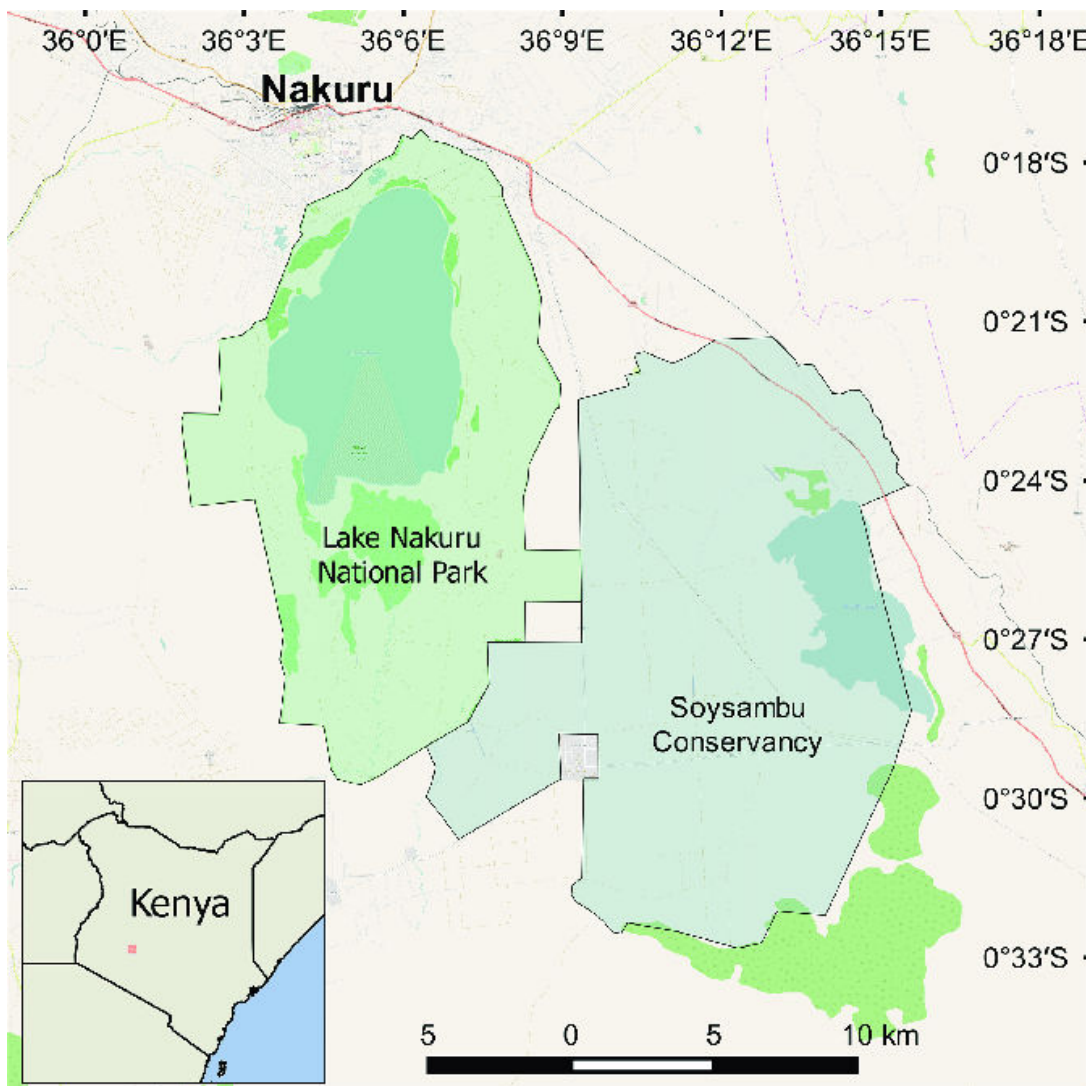 36°0′E 36°3′E 36°6′E 36°9′E 36°12′E 36°15′E 36°18′E
Nakuru
0°18′S
0°21′S
0°24′S
Lake Nakuru
National Park
0°27′S
Soysambu
Conservancy
0°30′S
Kenya
0°33′S
5 0 5 10 km